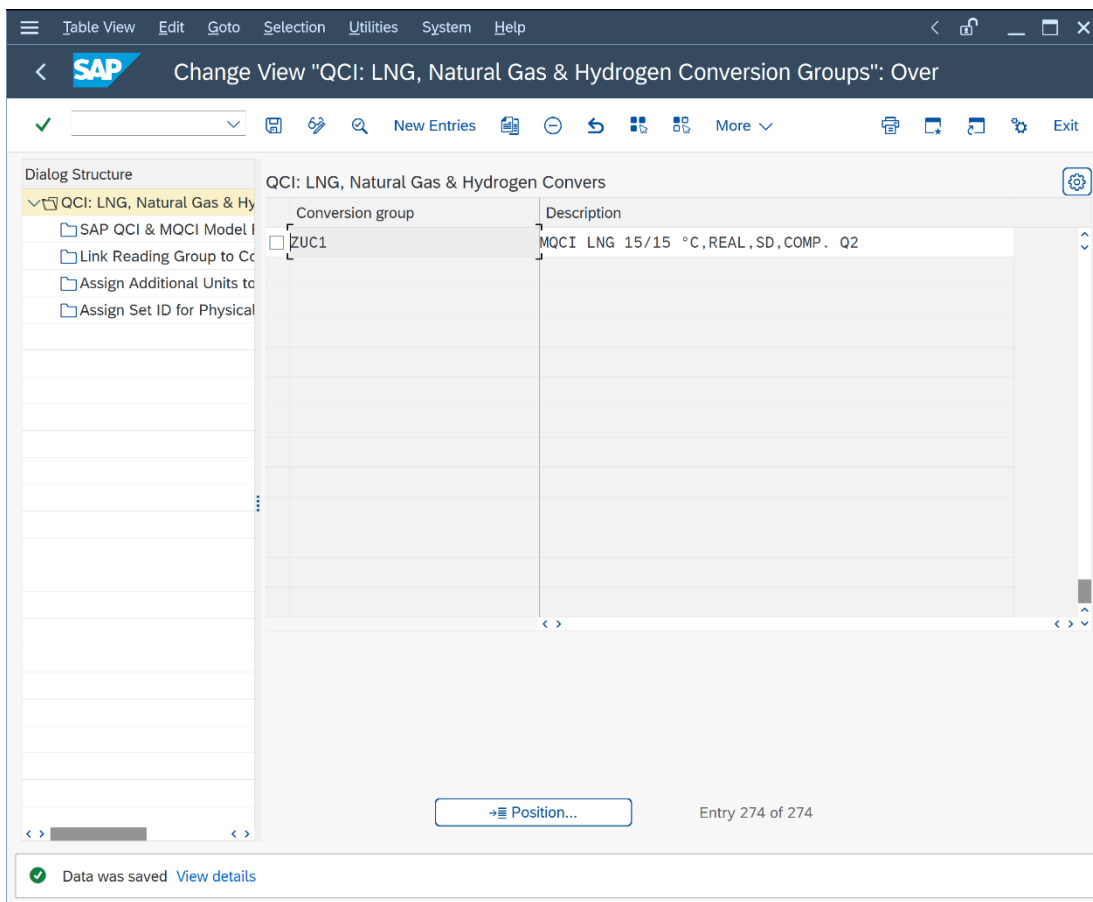 Table View Edit Goto Selection Utilities System Help
SAP Change View "QCI: LNG, Natural Gas & Hydrogen Conversion Groups": Over
New Entries More Exit
Dialog Structure
QCI: LNG, Natural Gas & Hy
SAP QCI & MQCI Model
Link Reading Group to Co
Assign Additional Units to
Assign Set ID for Physical
QCI: LNG, Natural Gas & Hydrogen Convers
Conversion group Description
ZUC1 MQCI LNG 15/15 °C,REAL,SD,COMP. Q2
Position... Entry 274 of 274
Data was saved View details